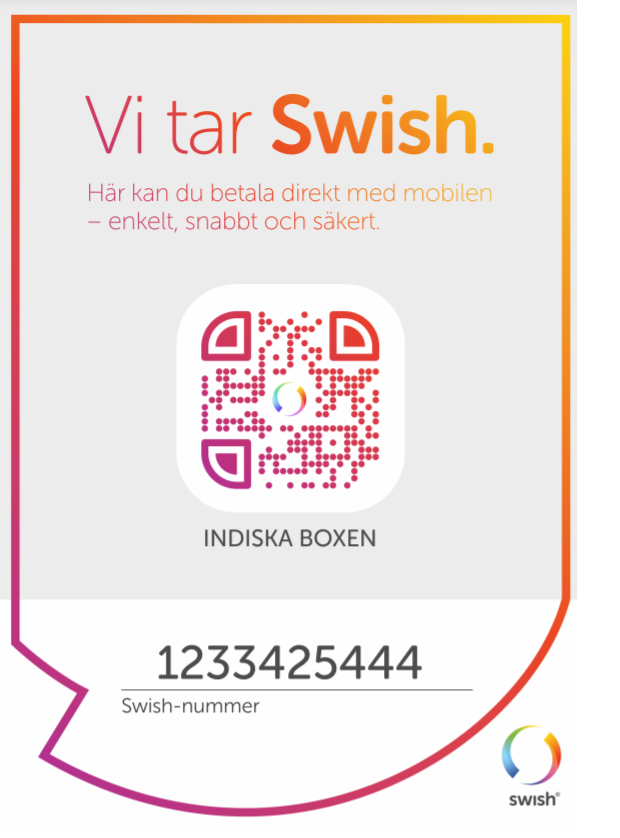 Vi tar Swish.
Här kan du betala direkt med mobilen
– enkelt, snabbt och säkert.
INDISKA BOXEN
1233425444
Swish-nummer
swish®